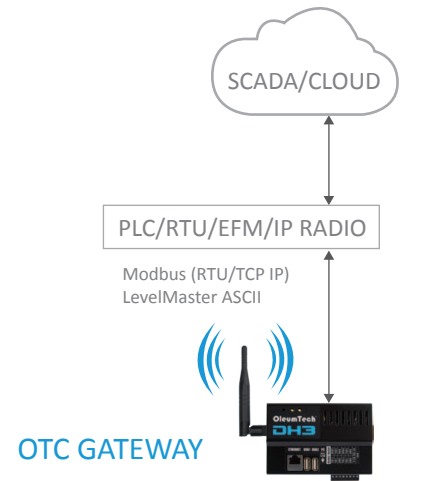 SCADA/CLOUD
PLC/RTU/EFM/IP RADIO
Modbus (RTU/TCP IP)
LevelMaster ASCII
OleumTech
DH3
OTC GATEWAY